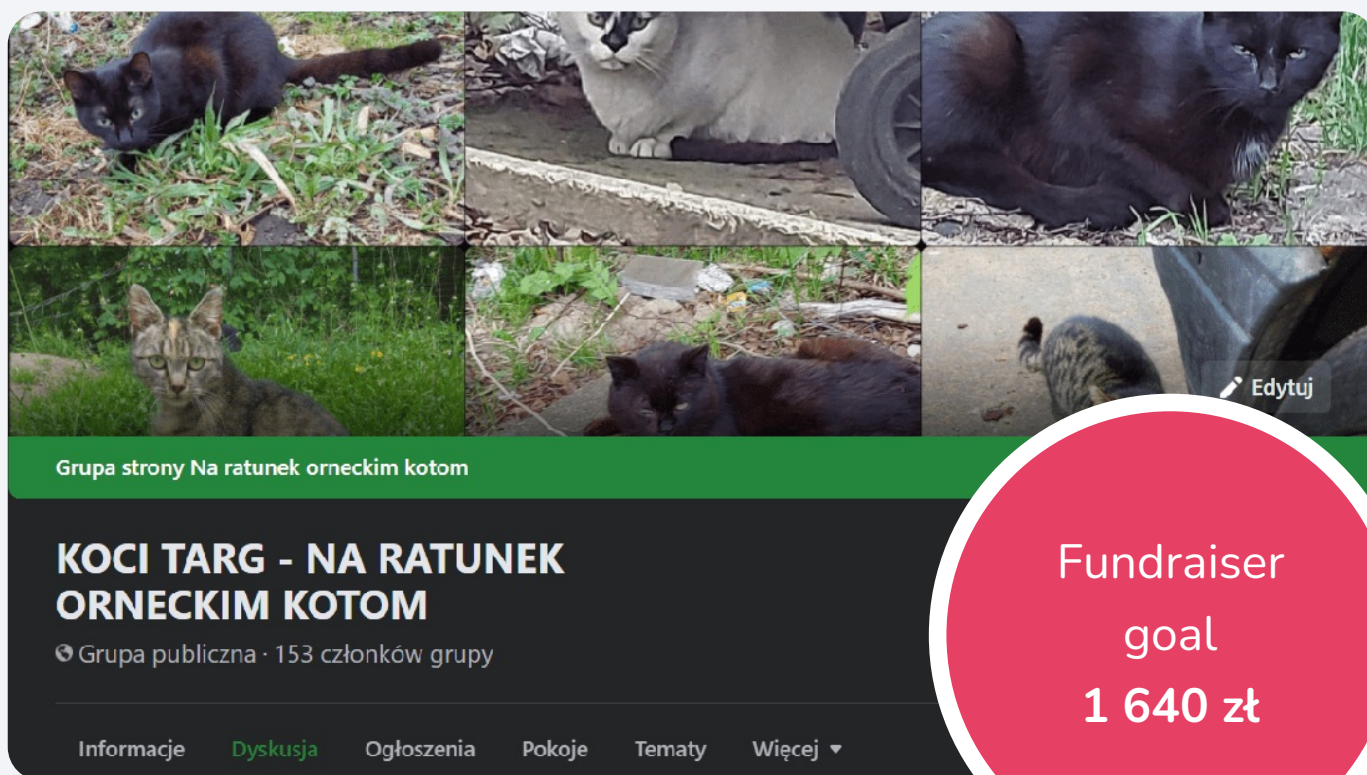 Edytuj
Grupa strony Na ratunek orneckim kotom
KOCI TARG - NA RATUNEK
ORNECKIM KOTOM
Grupa publiczna · 153 członków grupy
Informacje Dyskusja Ogłoszenia Pokoje Tematy Więcej
Fundraiser
goal
1 640 zł